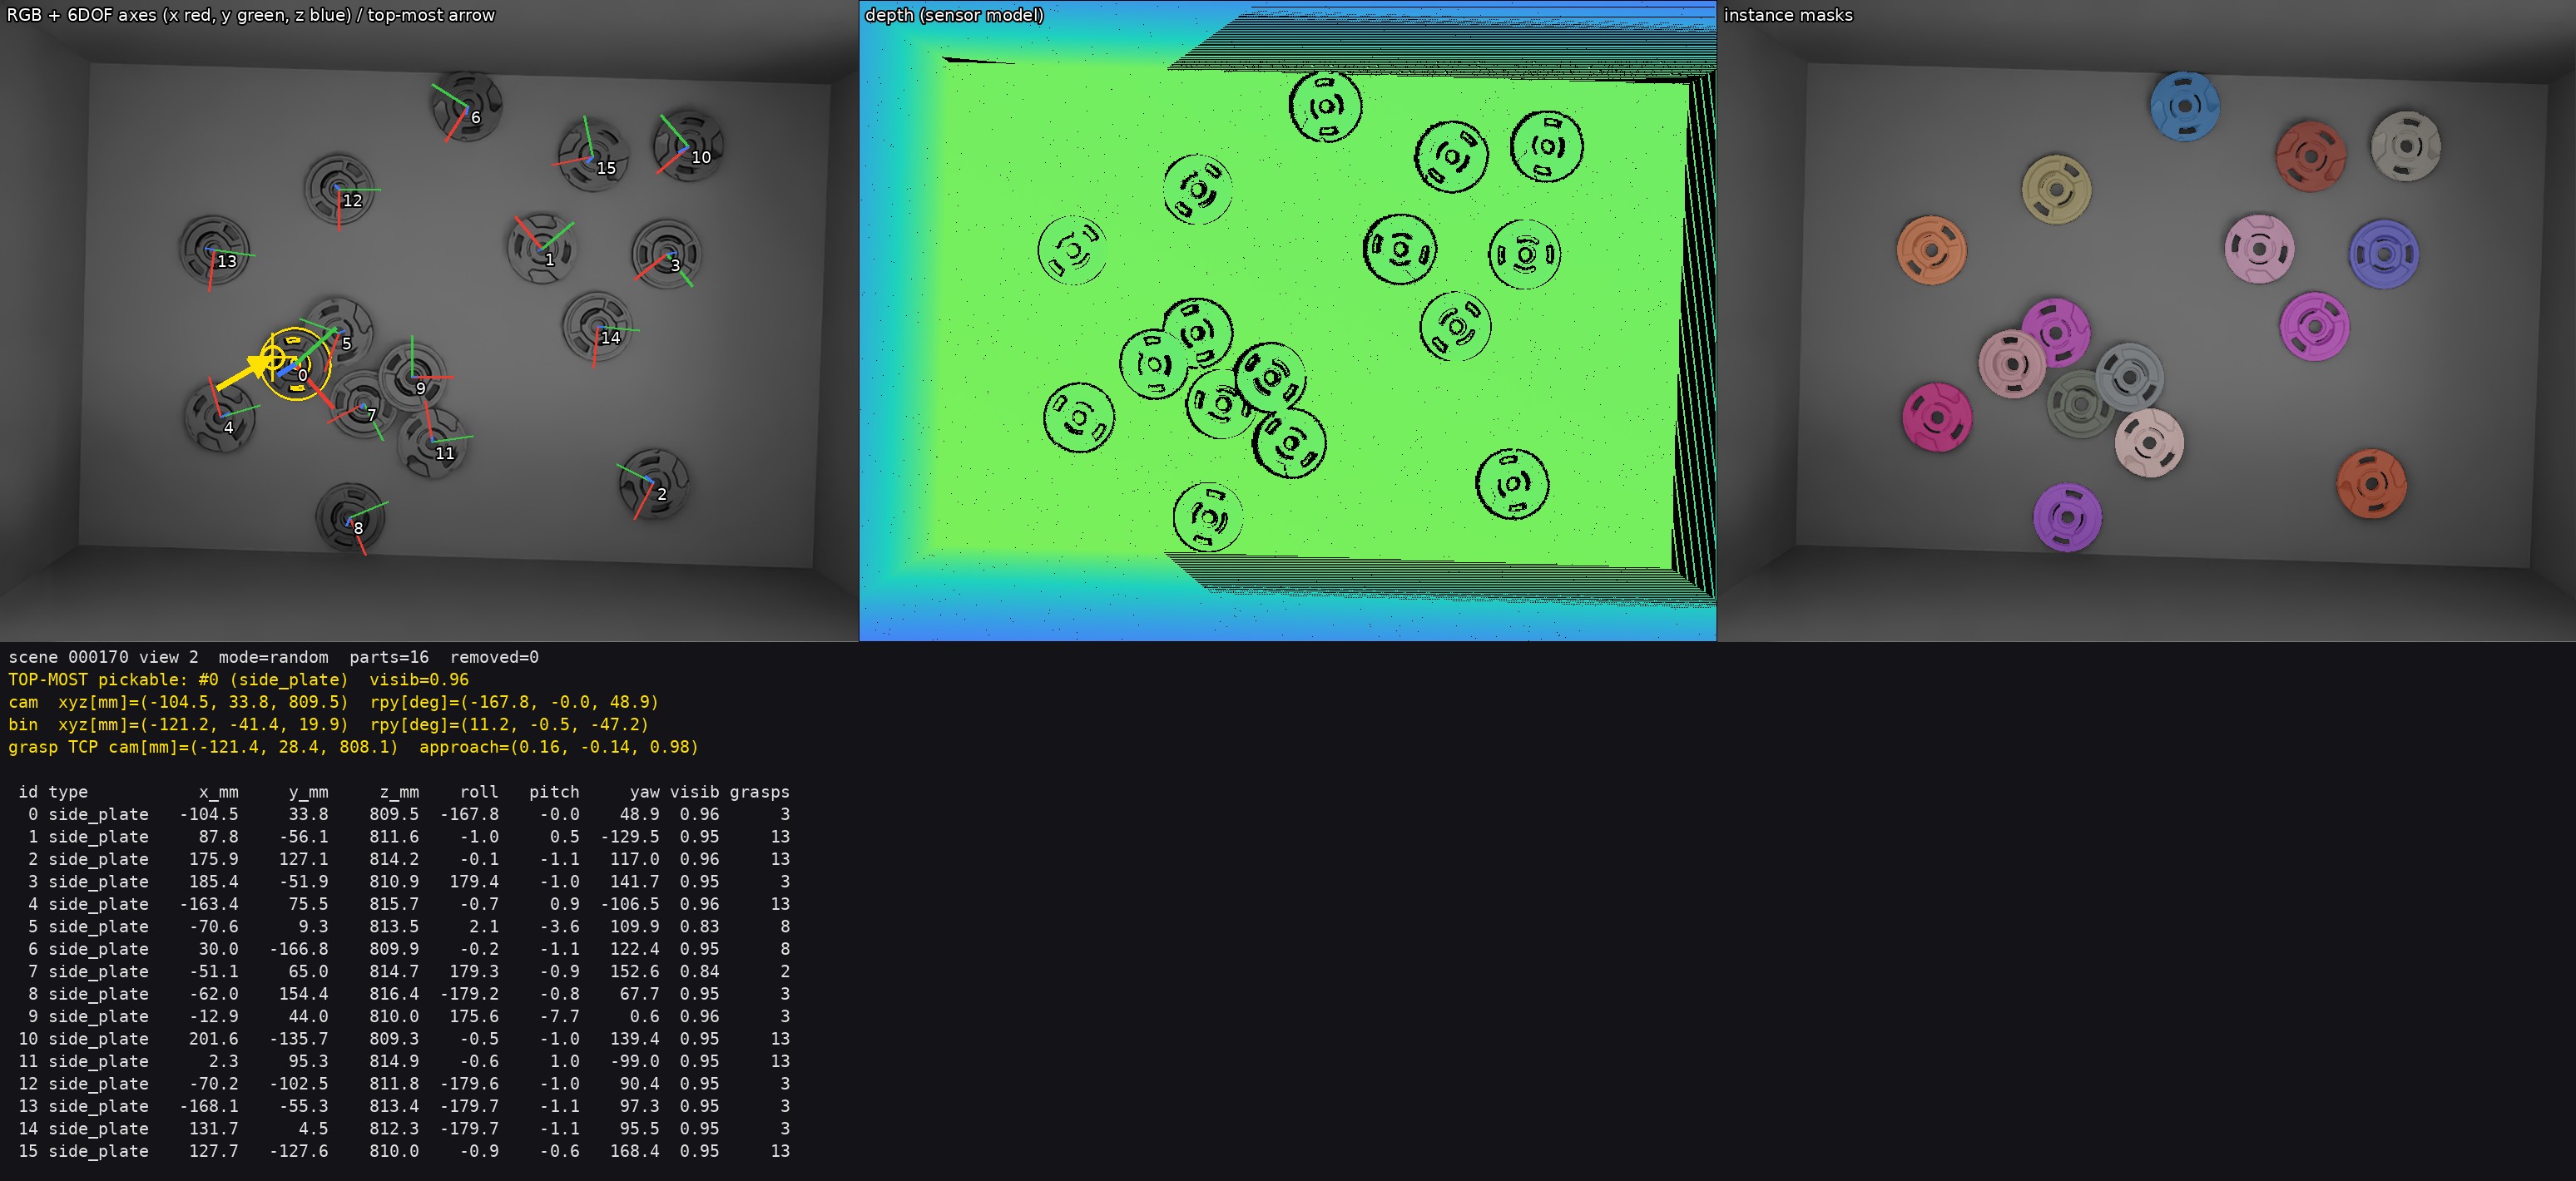 RGB + 6DOF axes (x red, y green, z blue) / top-most arrow
depth (sensor model)
instance masks
6
15
10
12
1
3
13
14
5
0
9
7
4
11
2
8
scene 000170 view 2  mode=random  parts=16  removed=0
TOP-MOST pickable: #0 (side_plate)  visib=0.96
cam  xyz[mm]=(-104.5, 33.8, 809.5)  rpy[deg]=(-167.8, -0.0, 48.9)
bin  xyz[mm]=(-121.2, -41.4, 19.9)  rpy[deg]=(11.2, -0.5, -47.2)
grasp TCP cam[mm]=(-121.4, 28.4, 808.1)  approach=(0.16, -0.14, 0.98)
id type x_mm y_mm z_mm roll pitch yaw visib grasps
0 side_plate -104.5 33.8 809.5 -167.8 -0.0 48.9 0.96 3
1 side_plate 87.8 -56.1 811.6 -1.0 0.5 -129.5 0.95 13
2 side_plate 175.9 127.1 814.2 -0.1 -1.1 117.0 0.96 13
3 side_plate 185.4 -51.9 810.9 179.4 -1.0 141.7 0.95 3
4 side_plate -163.4 75.5 815.7 -0.7 0.9 -106.5 0.96 13
5 side_plate -70.6 9.3 813.5 2.1 -3.6 109.9 0.83 8
6 side_plate 30.0 -166.8 809.9 -0.2 -1.1 122.4 0.95 8
7 side_plate -51.1 65.0 814.7 179.3 -0.9 152.6 0.84 2
8 side_plate -62.0 154.4 816.4 -179.2 -0.8 67.7 0.95 3
9 side_plate -12.9 44.0 810.0 175.6 -7.7 0.6 0.96 3
10 side_plate 201.6 -135.7 809.3 -0.5 -1.0 139.4 0.95 13
11 side_plate 2.3 95.3 814.9 -0.6 1.0 -99.0 0.95 13
12 side_plate -70.2 -102.5 811.8 -179.6 -1.0 90.4 0.95 3
13 side_plate -168.1 -55.3 813.4 -179.7 -1.1 97.3 0.95 3
14 side_plate 131.7 4.5 812.3 -179.7 -1.1 95.5 0.95 3
15 side_plate 127.7 -127.6 810.0 -0.9 -0.6 168.4 0.95 13